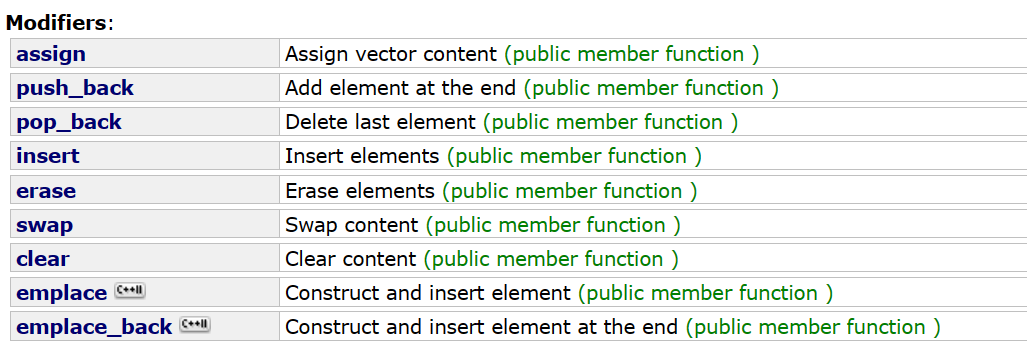 Modifiers:
assign Assign vector content (public member function )
push_back Add element at the end (public member function )
pop_back Delete last element (public member function )
insert Insert elements (public member function )
erase Erase elements (public member function )
swap Swap content (public member function )
clear Clear content (public member function )
emplace C++11 Construct and insert element (public member function )
emplace_back C++11 Construct and insert element at the end (public member function )